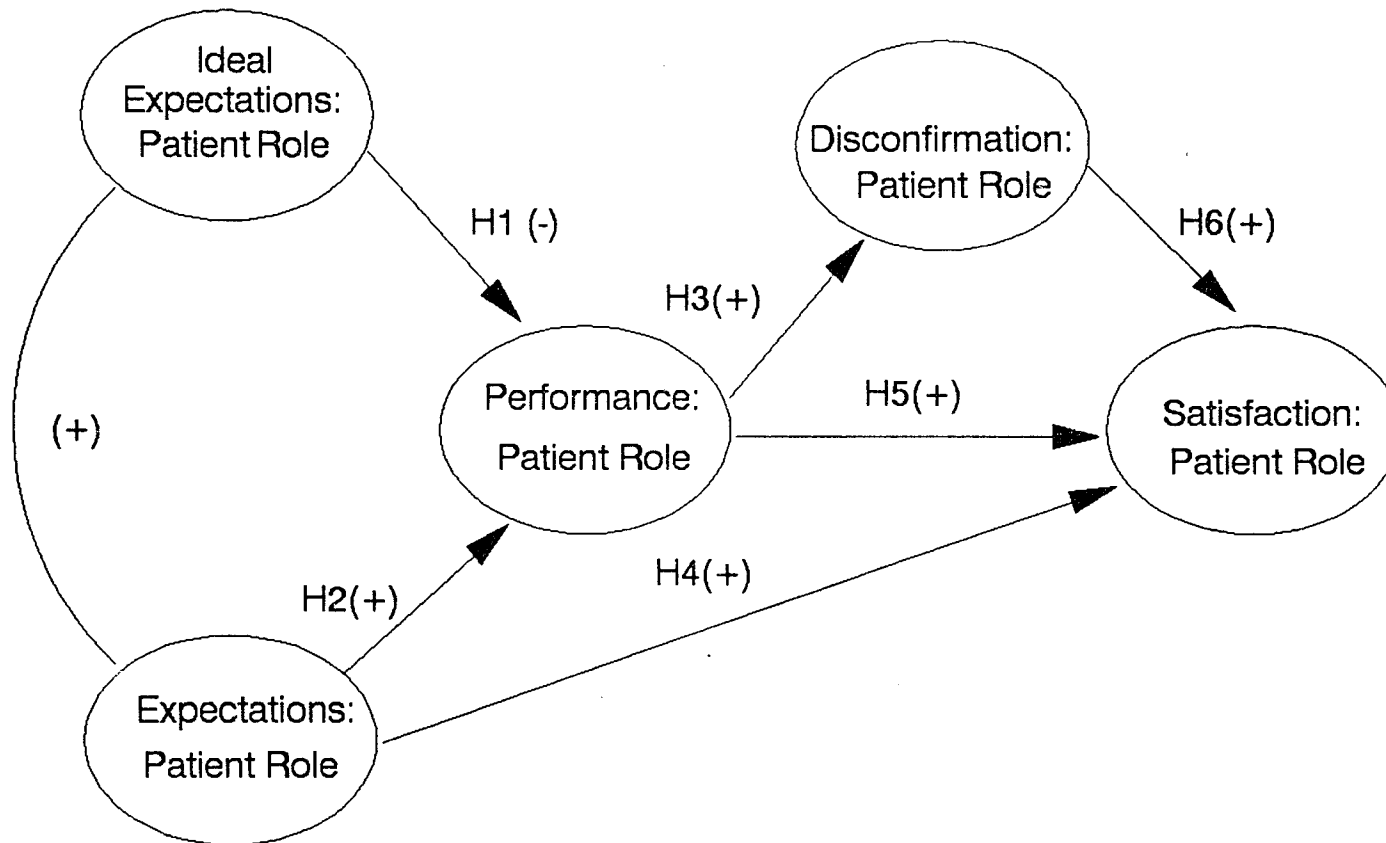 Ideal
Expectations:
Patient Role
Disconfirmation:
Patient Role
H1 (-)
H6(+)
H3(+)
Performance:
Patient Role
H5(+)
Satisfaction:
Patient Role
(+)
H2(+)
H4(+)
Expectations:
Patient Role